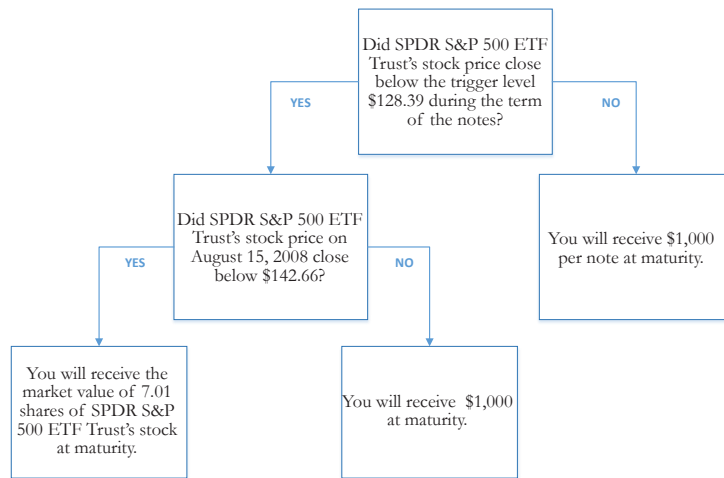 Did SPDR S&P 500 ETF
Trust's stock price close
below the trigger level
$128.39 during the term
of the notes?
YES
NO
Did SPDR S&P 500 ETF
Trust's stock price on
August 15, 2008 close
below $142.66?
You will receive $1,000
per note at maturity.
YES
NO
You will receive the
market value of 7.01
shares of SPDR S&P
500 ETF Trust's stock
at maturity.
You will receive $1,000
at maturity.